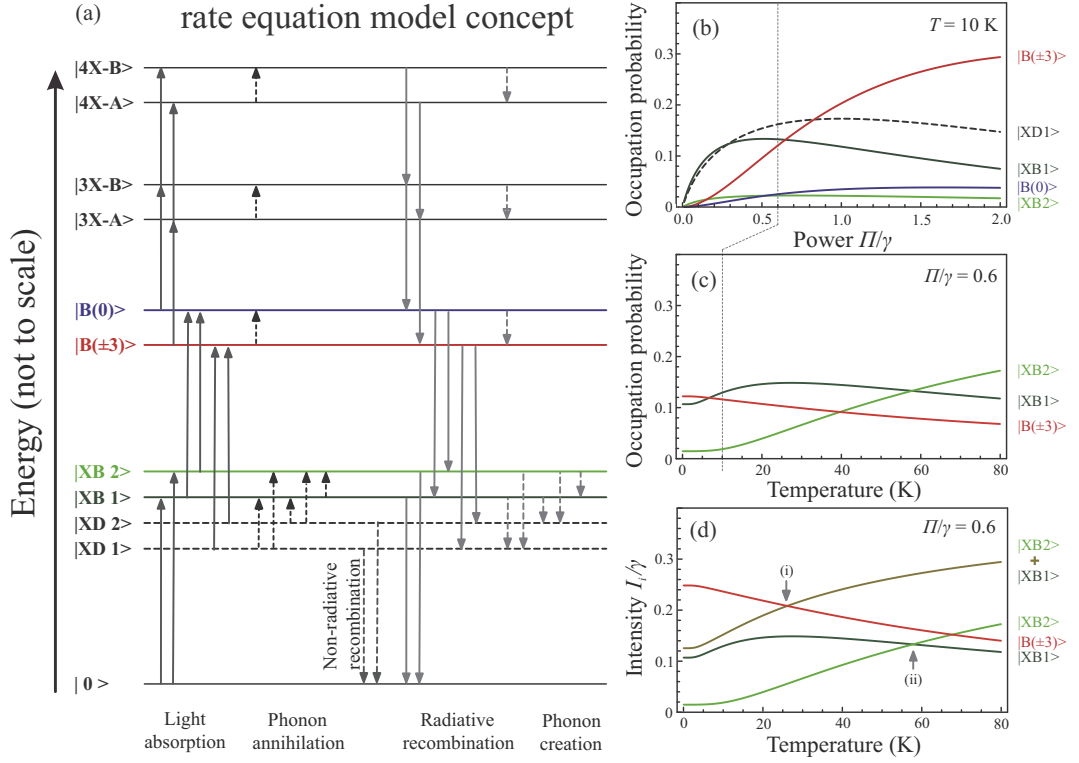 (a)
rate equation model concept
Energy (not to scale)
|4X-B>
|4X-A>
|3X-B>
|3X-A>
|B(0)>
|B(±3)>
|XB 2>
|XB 1>
|XD 2>
|XD 1>
| 0 >
Non-radiative
recombination
Light
absorption
Phonon
annihilation
Radiative
recombination
Phonon
creation
(b)
T = 10 K
Occupation probability
0.3
0.2
0.1
0
0.0
0.5
1.0
1.5
2.0
Power Π/γ
|B(±3)>
|XD1>
|XB1>
|B(0)>
|XB2>
(c)
Π/γ = 0.6
Occupation probability
0.4
0.3
0.2
0.1
0
0
20
40
60
80
Temperature (K)
|XB2>
|XB1>
|B(±3)>
(d)
Π/γ = 0.6
Intensity Iᵢ/γ
0.4
0.3
0.2
0.1
0
0
20
40
60
80
Temperature (K)
(i)
(ii)
|XB2>
+
|XB1>
|XB2>
|B(±3)>
|XB1>